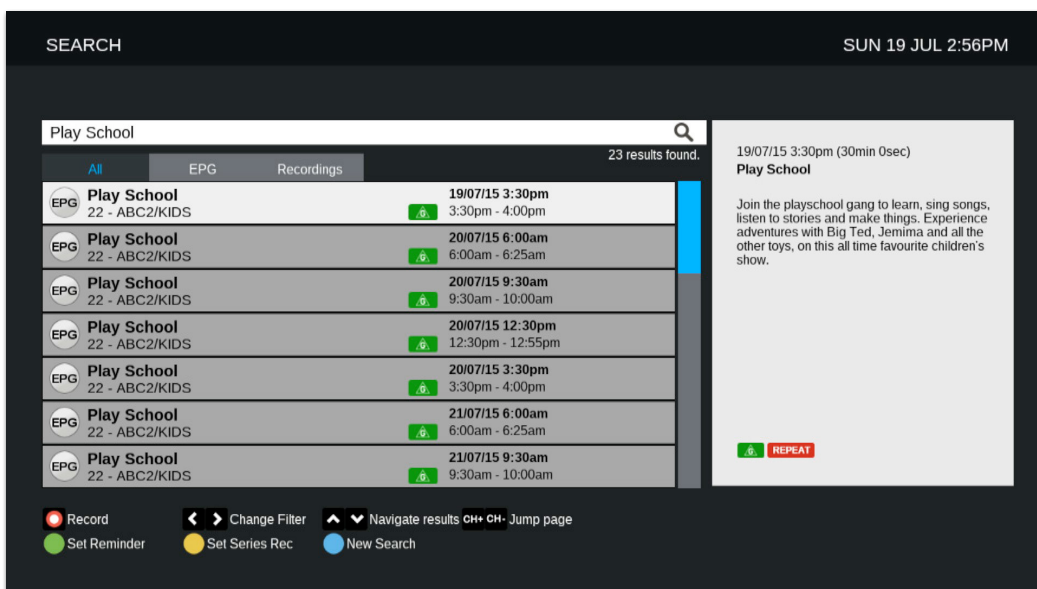 SEARCH
SUN 19 JUL 2:56PM
Play School
23 results found.
All
EPG
Recordings
EPG
Play School
19/07/15 3:30pm
22 - ABC2/KIDS
G
3:30pm - 4:00pm
EPG
Play School
20/07/15 6:00am
22 - ABC2/KIDS
G
6:00am - 6:25am
EPG
Play School
20/07/15 9:30am
22 - ABC2/KIDS
G
9:30am - 10:00am
EPG
Play School
20/07/15 12:30pm
22 - ABC2/KIDS
G
12:30pm - 12:55pm
EPG
Play School
20/07/15 3:30pm
22 - ABC2/KIDS
G
3:30pm - 4:00pm
EPG
Play School
21/07/15 6:00am
22 - ABC2/KIDS
G
6:00am - 6:25am
EPG
Play School
21/07/15 9:30am
22 - ABC2/KIDS
G
9:30am - 10:00am
19/07/15 3:30pm (30min 0sec)
Play School
Join the playschool gang to learn, sing songs,
listen to stories and make things. Experience
adventures with Big Ted, Jemima and all the
other toys, on this all time favourite children's
show.
G
REPEAT
Record
Change Filter
Navigate results
CH+ CH- Jump page
Set Reminder
Set Series Rec
New Search